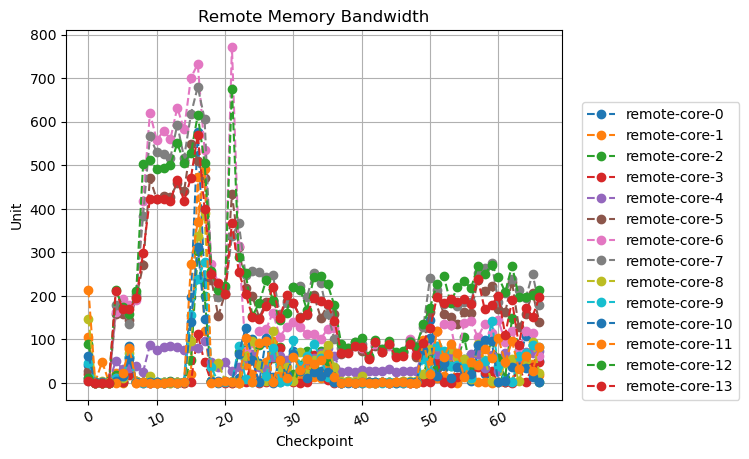 Remote Memory Bandwidth
800
700
600
500
400
300
200
100
0
Unit
0
10
20
30
40
50
60
Checkpoint
remote-core-0
remote-core-1
remote-core-2
remote-core-3
remote-core-4
remote-core-5
remote-core-6
remote-core-7
remote-core-8
remote-core-9
remote-core-10
remote-core-11
remote-core-12
remote-core-13